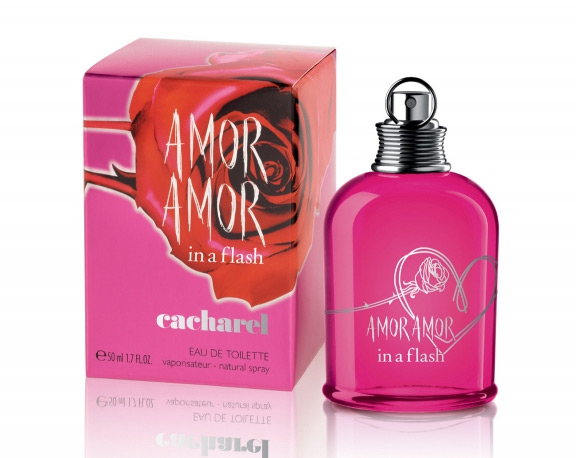 AMOR
AMOR
in a flash
cacharel
℮50 ml 1.7 FL.OZ.
EAU DE TOILETTE
vaporisateur - natural spray
AMOR AMOR
in a flash